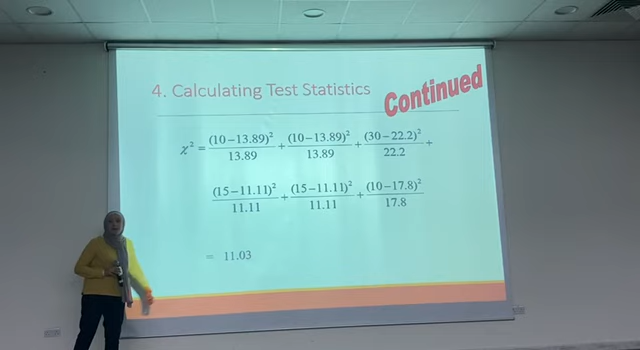 4. Calculating Test Statistics
Continued
χ² = (10−13.89)²/13.89 + (10−13.89)²/13.89 + (30−22.2)²/22.2 +
(15−11.11)²/11.11 + (15−11.11)²/11.11 + (10−17.8)²/17.8
= 11.03